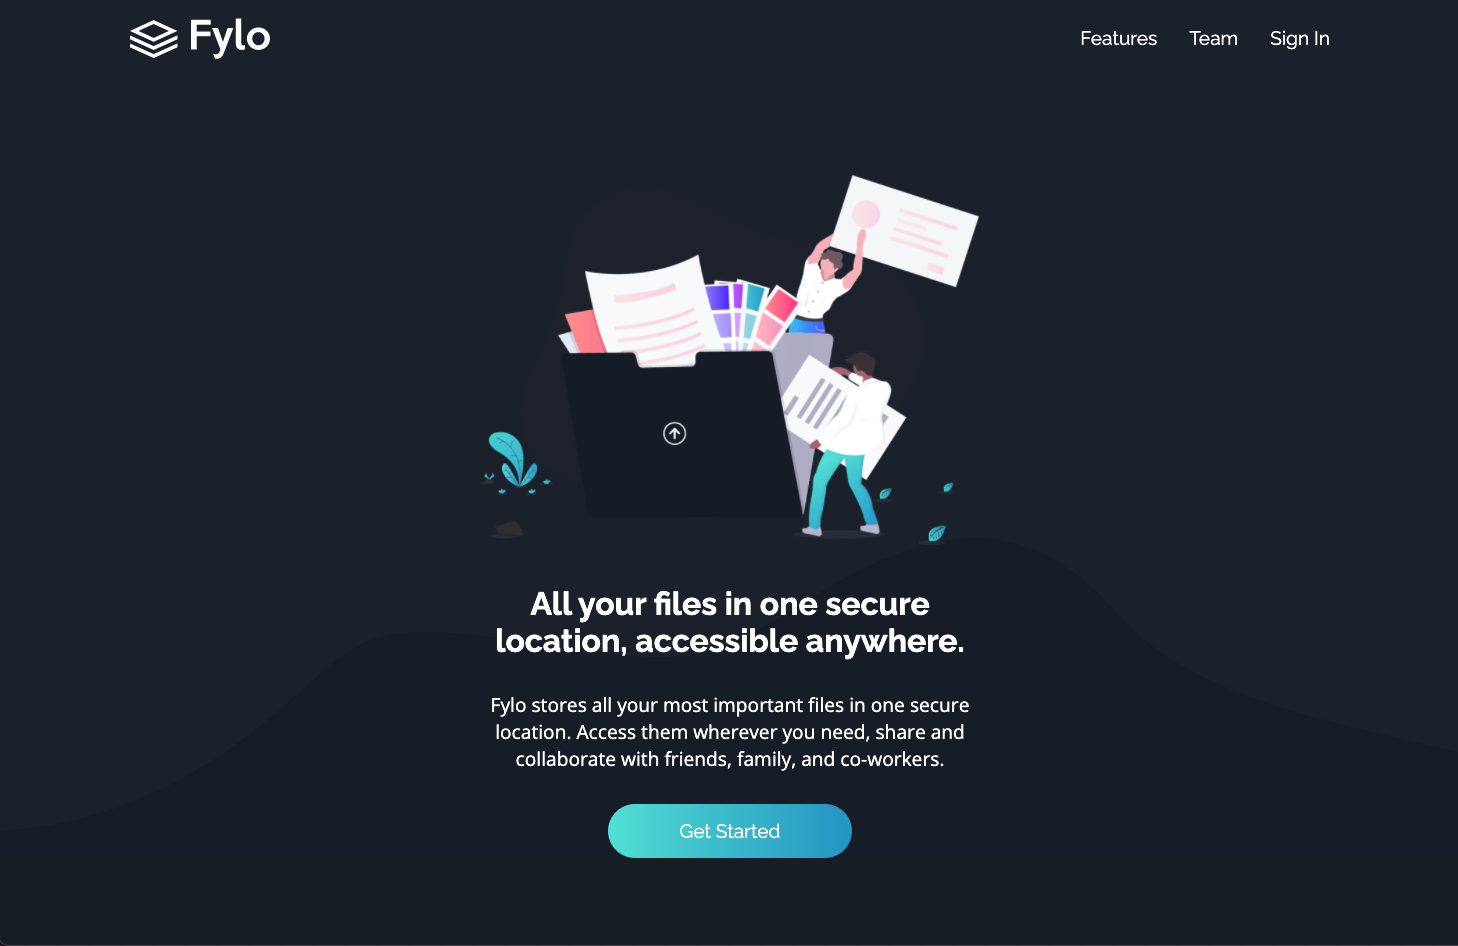 Fylo
Features Team Sign In
All your files in one secure
location, accessible anywhere.
Fylo stores all your most important files in one secure
location. Access them wherever you need, share and
collaborate with friends, family, and co-workers.
Get Started